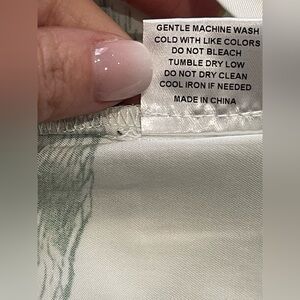 GENTLE MACHINE WASH
COLD WITH LIKE COLORS
DO NOT BLEACH
TUMBLE DRY LOW
DO NOT DRY CLEAN
COOL IRON IF NEEDED
MADE IN CHINA